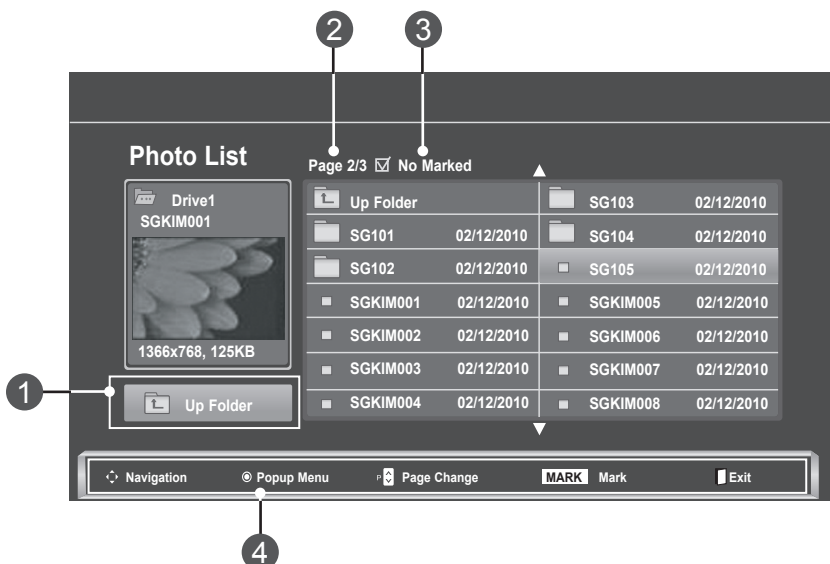 2 3
Photo List
Page 2/3 No Marked
Drive1
SGKIM001
1366x768, 125KB
1
Up Folder
Up Folder
SG101 02/12/2010
SG102 02/12/2010
SGKIM001 02/12/2010
SGKIM002 02/12/2010
SGKIM003 02/12/2010
SGKIM004 02/12/2010
SG103 02/12/2010
SG104 02/12/2010
SG105 02/12/2010
SGKIM005 02/12/2010
SGKIM006 02/12/2010
SGKIM007 02/12/2010
SGKIM008 02/12/2010
Navigation Popup Menu P Page Change MARK Mark Exit
4